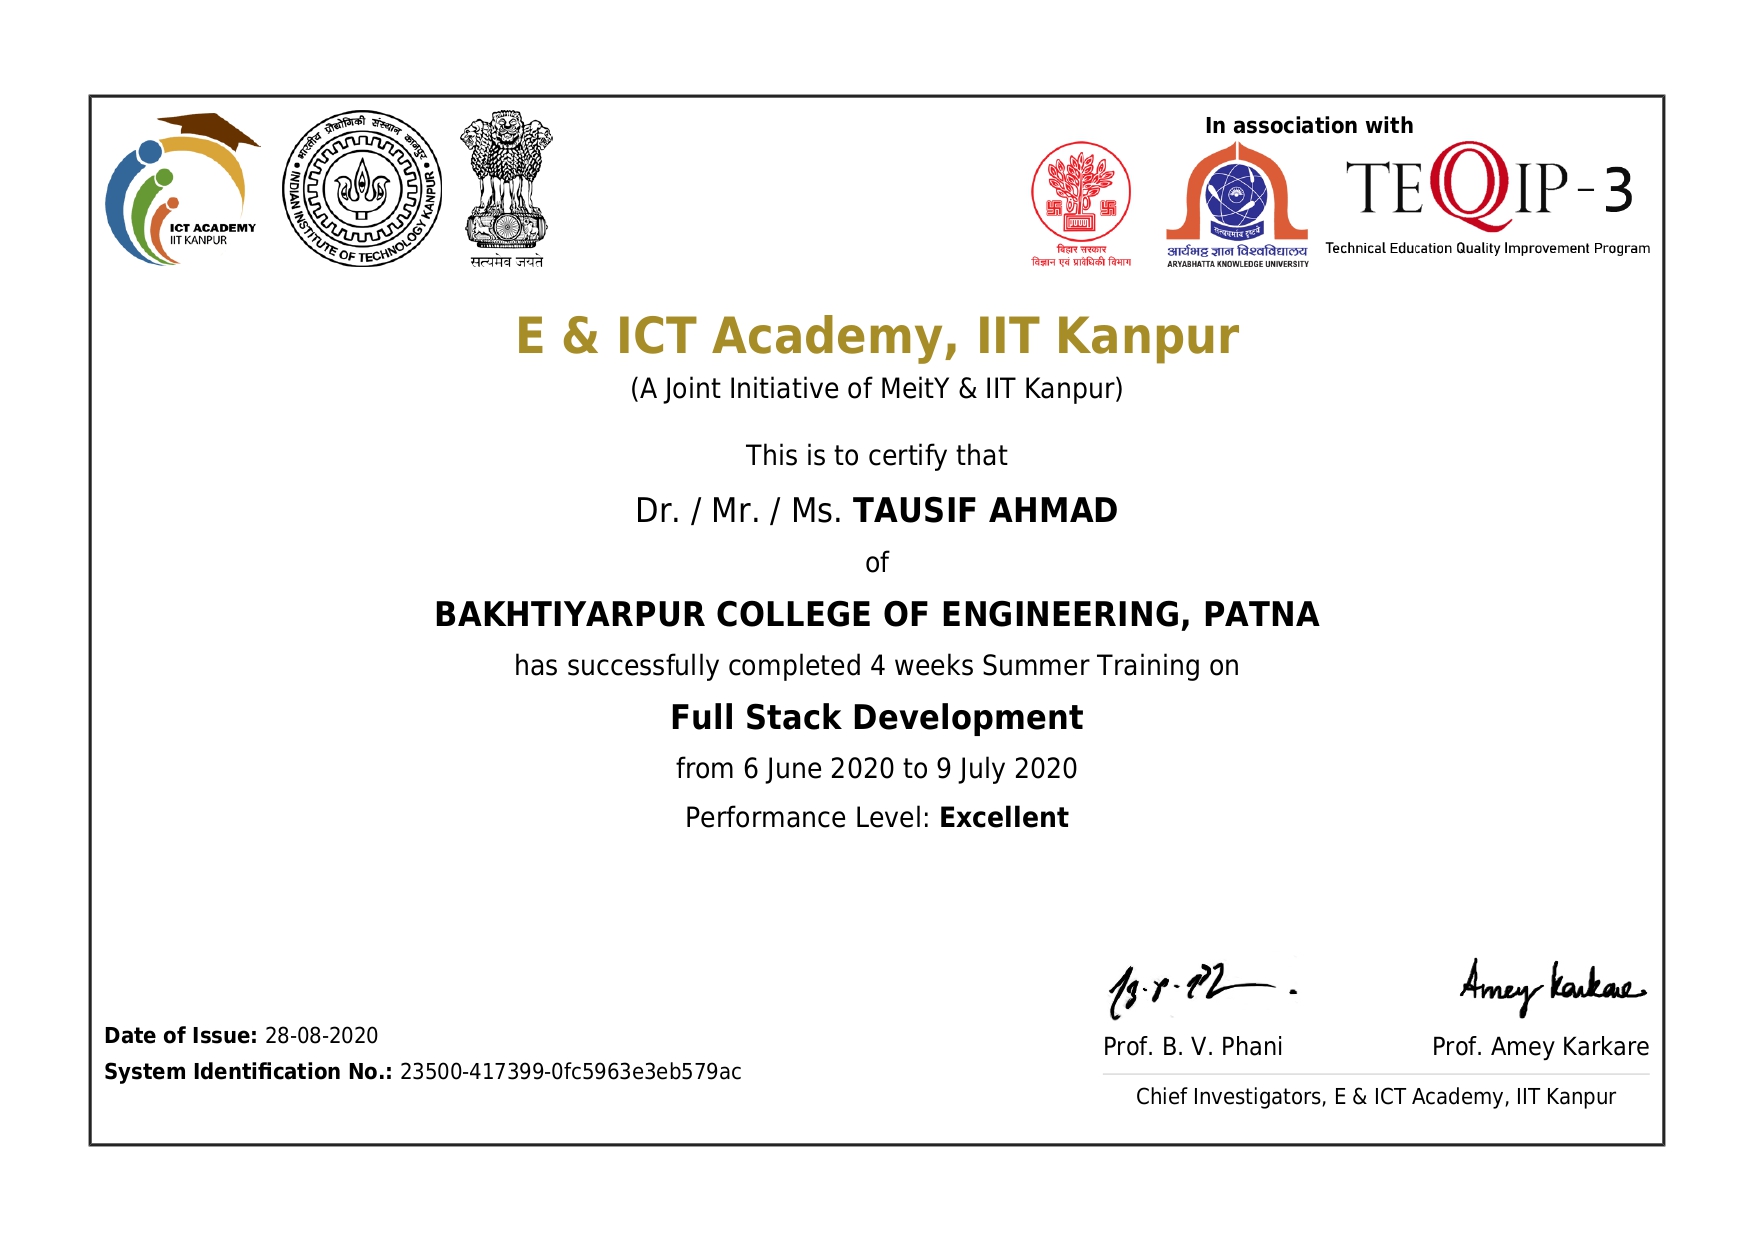 In association with
ICT ACADEMY
IIT KANPUR
भारतीय प्रौद्योगिकी संस्थान कानपुर
INDIAN INSTITUTE OF TECHNOLOGY KANPUR
सत्यमेव जयते
बिहार सरकार
विज्ञान एवं प्रावैधिकी विभाग
आर्यभट्ट ज्ञान विश्वविद्यालय
ARYABHATTA KNOWLEDGE UNIVERSITY
TEQIP-3
Technical Education Quality Improvement Program
E & ICT Academy, IIT Kanpur
(A Joint Initiative of MeitY & IIT Kanpur)
This is to certify that
Dr. / Mr. / Ms. TAUSIF AHMAD
of
BAKHTIYARPUR COLLEGE OF ENGINEERING, PATNA
has successfully completed 4 weeks Summer Training on
Full Stack Development
from 6 June 2020 to 9 July 2020
Performance Level: Excellent
Amey Karkare
Prof. B. V. Phani
Prof. Amey Karkare
Chief Investigators, E & ICT Academy, IIT Kanpur
Date of Issue: 28-08-2020
System Identification No.: 23500-417399-0fc5963e3eb579ac